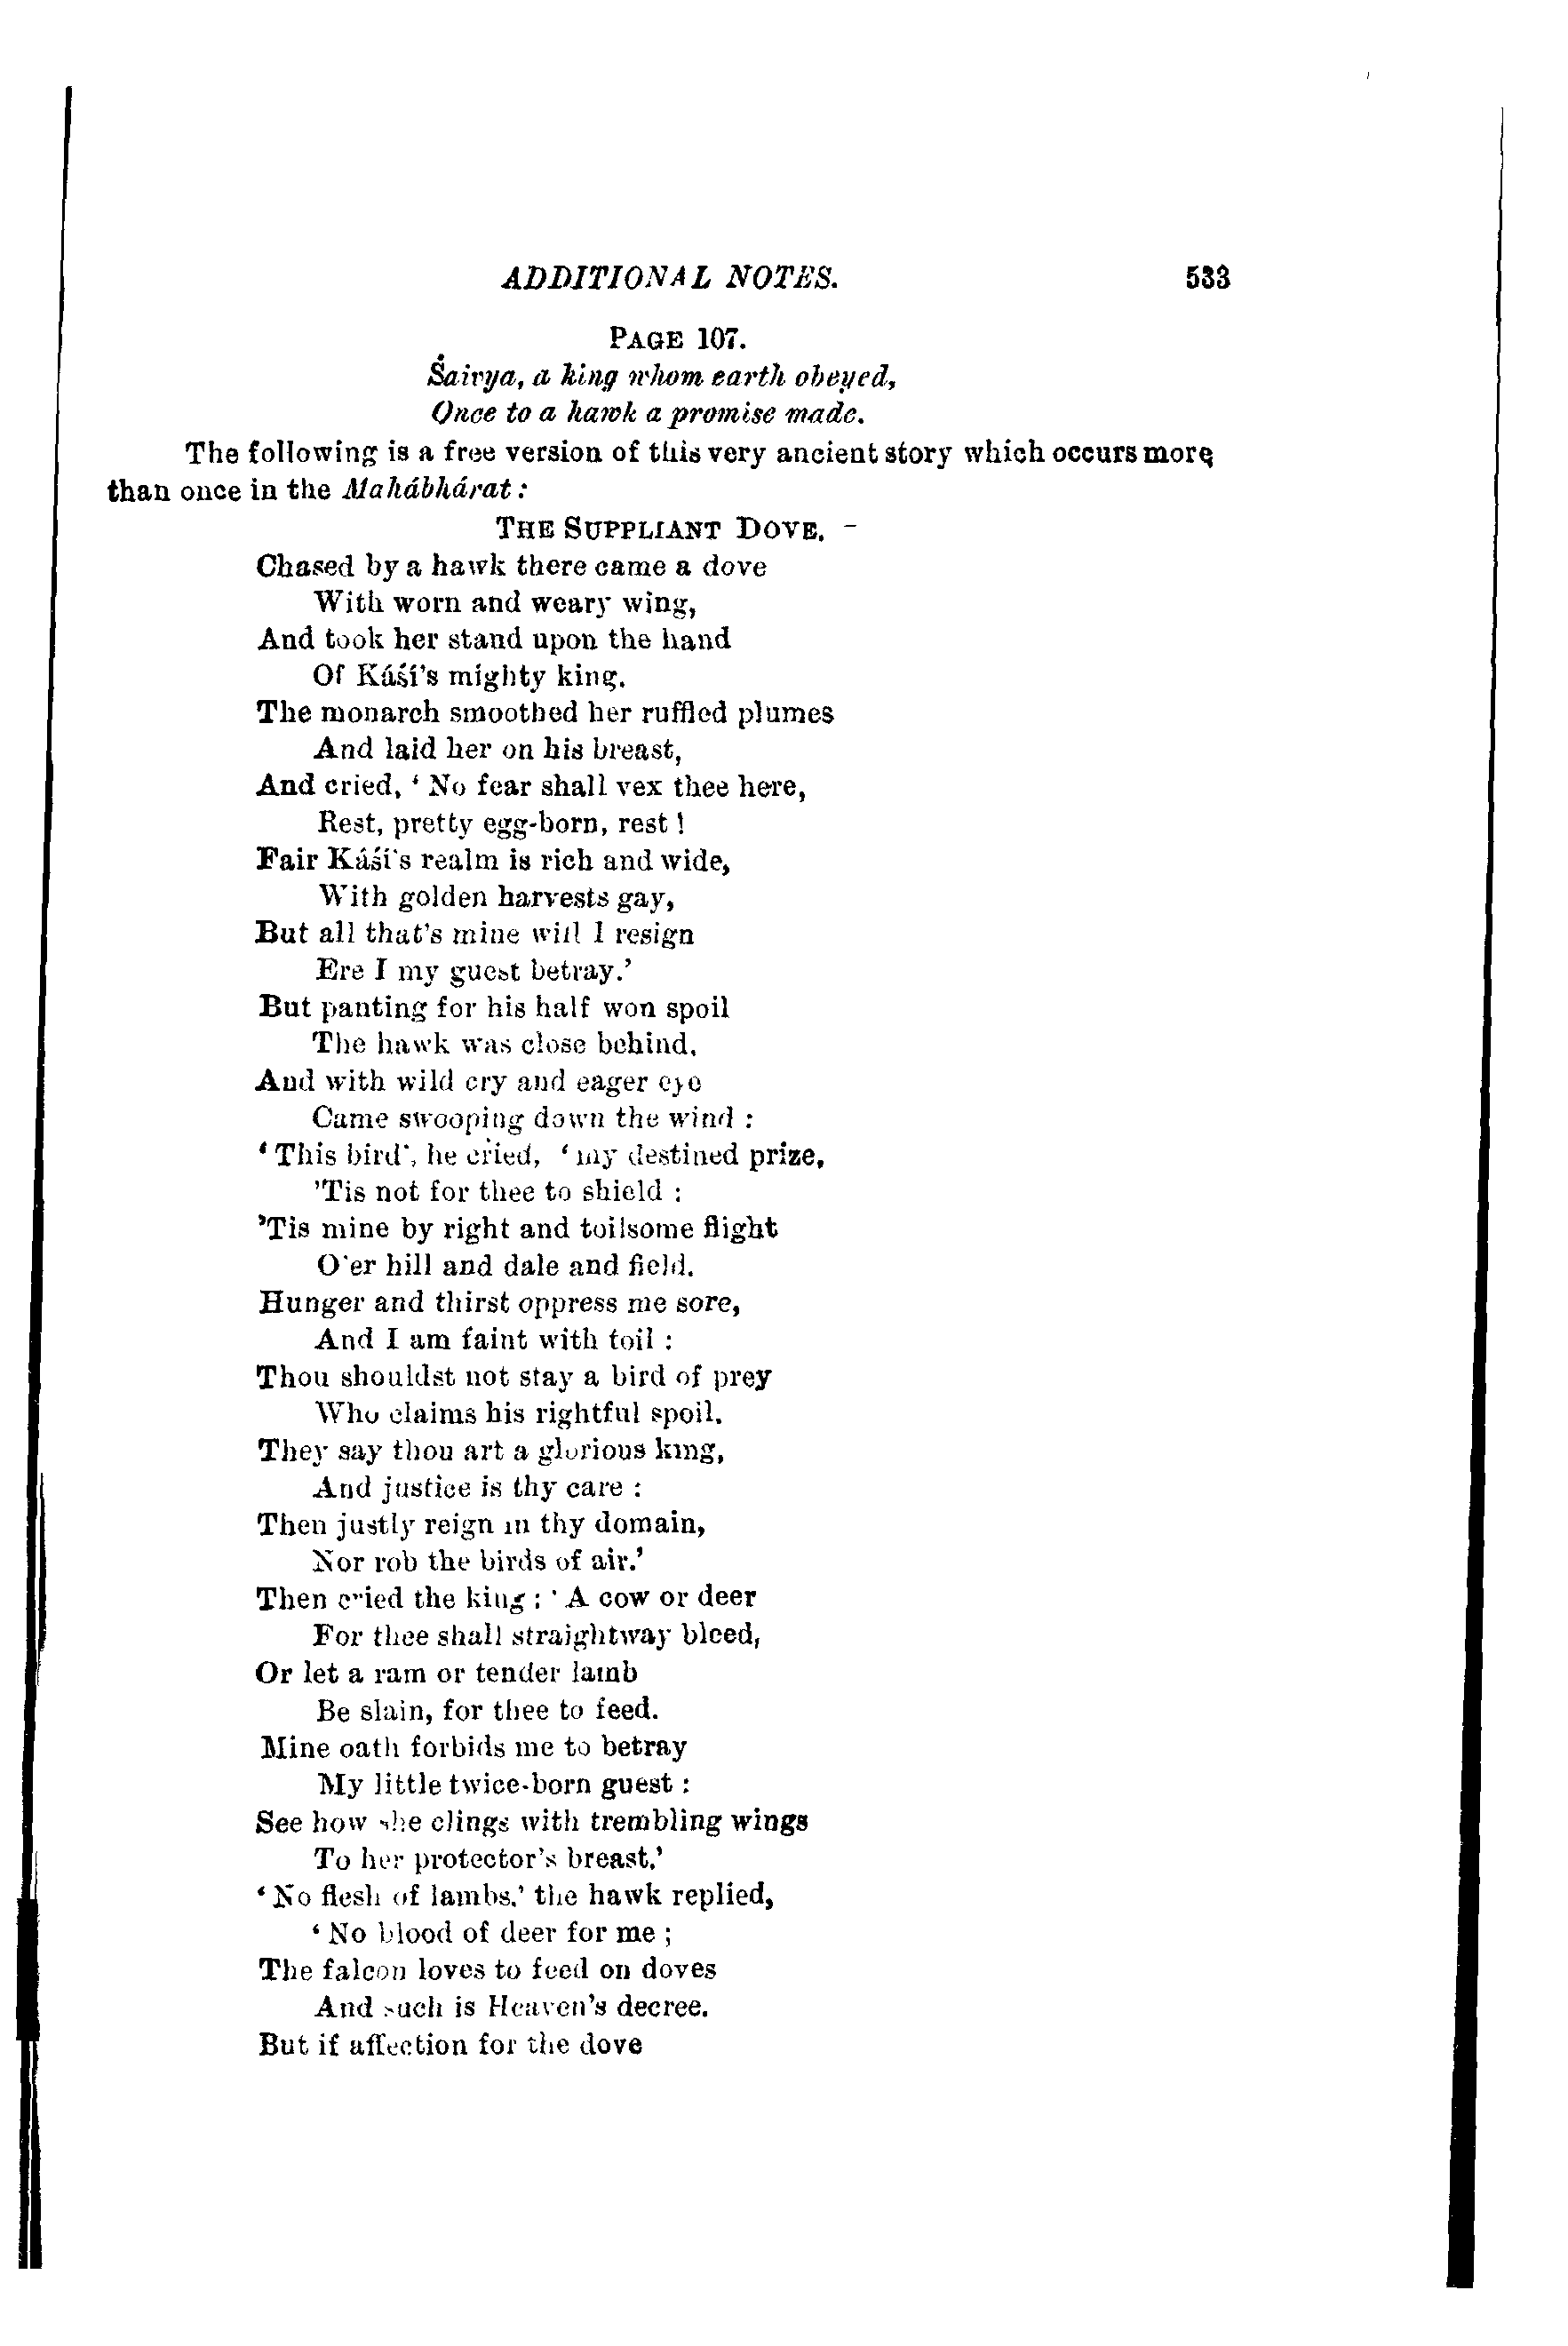 ADDITIONAL NOTES. 533
PAGE 107.
Śaivya, a king whom earth obeyed,
Once to a hawk a promise made.
The following is a free version of this very ancient story which occurs more
than once in the Mahábhárat :
THE SUPPLIANT DOVE. -
Chased by a hawk there came a dove
With worn and weary wing,
And took her stand upon the hand
Of Káśí's mighty king.
The monarch smoothed her ruffled plumes
And laid her on his breast,
And cried, ‘ No fear shall vex thee here,
Rest, pretty egg-born, rest !
Fair Káśí's realm is rich and wide,
With golden harvests gay,
But all that's mine will I resign
Ere I my guest betray.’
But panting for his half won spoil
The hawk was close behind,
And with wild cry and eager eye
Came swooping down the wind :
‘ This bird’, he cried, ‘ my destined prize,
’Tis not for thee to shield :
’Tis mine by right and toilsome flight
O'er hill and dale and field.
Hunger and thirst oppress me sore,
And I am faint with toil :
Thou shouldst not stay a bird of prey
Who claims his rightful spoil.
They say thou art a glorious king,
And justice is thy care :
Then justly reign in thy domain,
Nor rob the birds of air.’
Then cried the king : ‘ A cow or deer
For thee shall straightway bleed,
Or let a ram or tender lamb
Be slain, for thee to feed.
Mine oath forbids me to betray
My little twice-born guest :
See how she clings with trembling wings
To her protector's breast.’
‘ No flesh of lambs,’ the hawk replied,
‘ No blood of deer for me ;
The falcon loves to feed on doves
And such is Heaven's decree.
But if affection for the dove